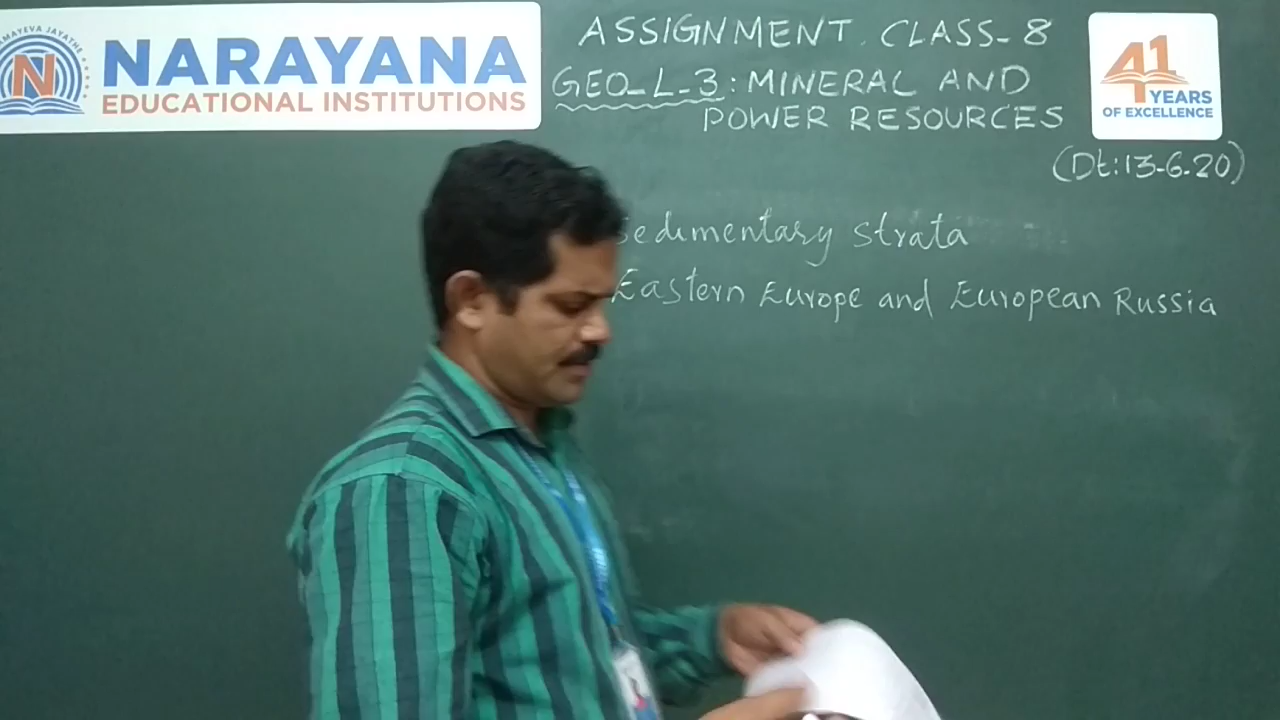 NARAYANA
EDUCATIONAL INSTITUTIONS
N
ASSIGNMENT. CLASS-8
GEO-L-3: MINERAL AND
POWER RESOURCES
41
YEARS
OF EXCELLENCE
(Dt:13-6-20)
Sedimentary strata
Eastern Europe and European Russia